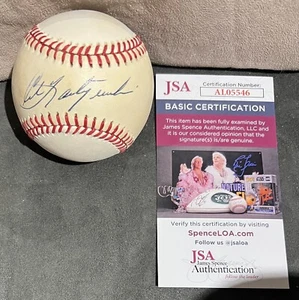 JSA
Certification Number:
AL05546
BASIC CERTIFICATION
This item has been fully examined by
James Spence Authentication, LLC and
it is our considered opinion that the
signature(s) is/are genuine.
Verify this certification by visiting
SpenceLOA.com
Follow us @jsaloa
JSA
James Spence
Authentication